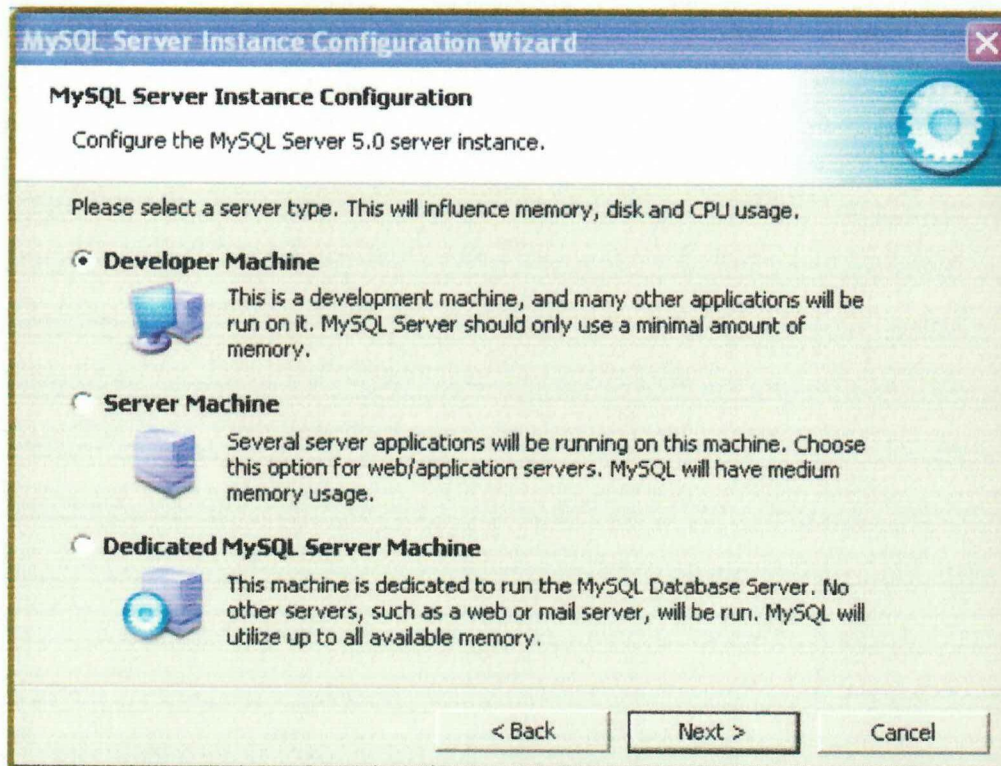 MySQL Server Instance Configuration Wizard
MySQL Server Instance Configuration
Configure the MySQL Server 5.0 server instance.
Please select a server type. This will influence memory, disk and CPU usage.
Developer Machine
This is a development machine, and many other applications will be
run on it. MySQL Server should only use a minimal amount of
memory.
Server Machine
Several server applications will be running on this machine. Choose
this option for web/application servers. MySQL will have medium
memory usage.
Dedicated MySQL Server Machine
This machine is dedicated to run the MySQL Database Server. No
other servers, such as a web or mail server, will be run. MySQL will
utilize up to all available memory.
< Back
Next >
Cancel